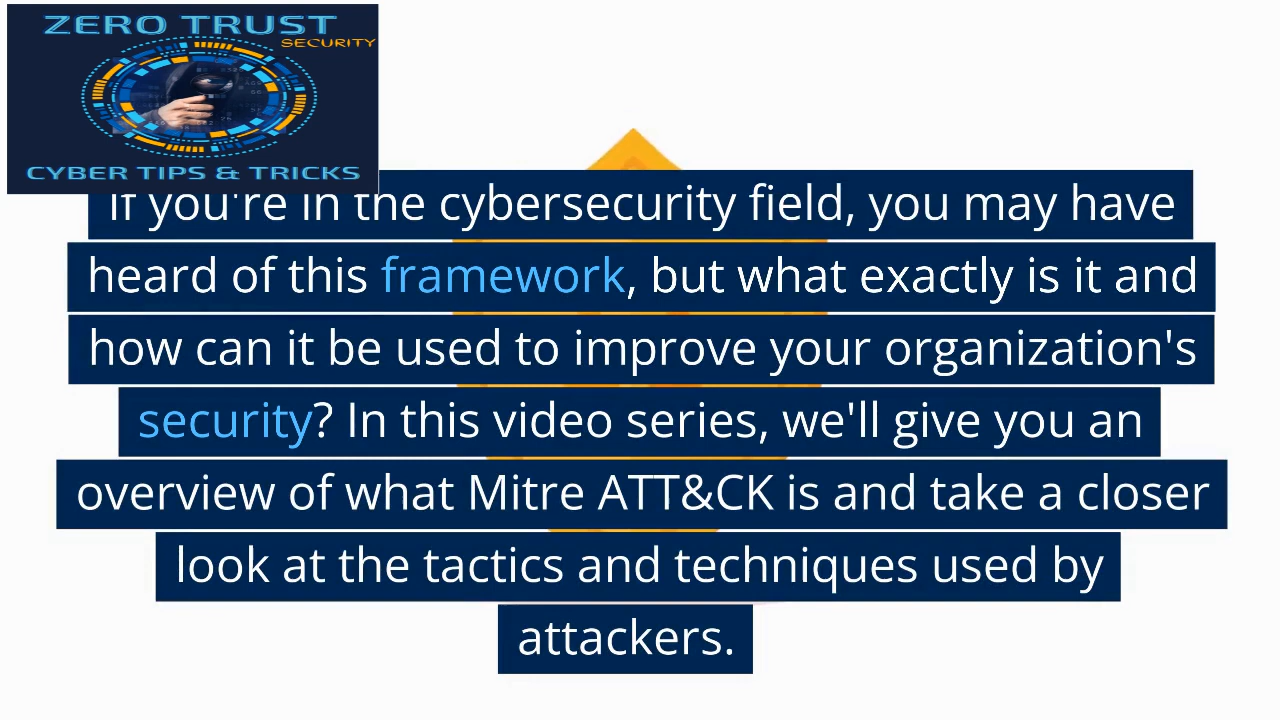 ZERO TRUST
SECURITY
CYBER TIPS & TRICKS
If you're in the cybersecurity field, you may have
heard of this framework, but what exactly is it and
how can it be used to improve your organization's
security? In this video series, we'll give you an
overview of what Mitre ATT&CK is and take a closer
look at the tactics and techniques used by
attackers.